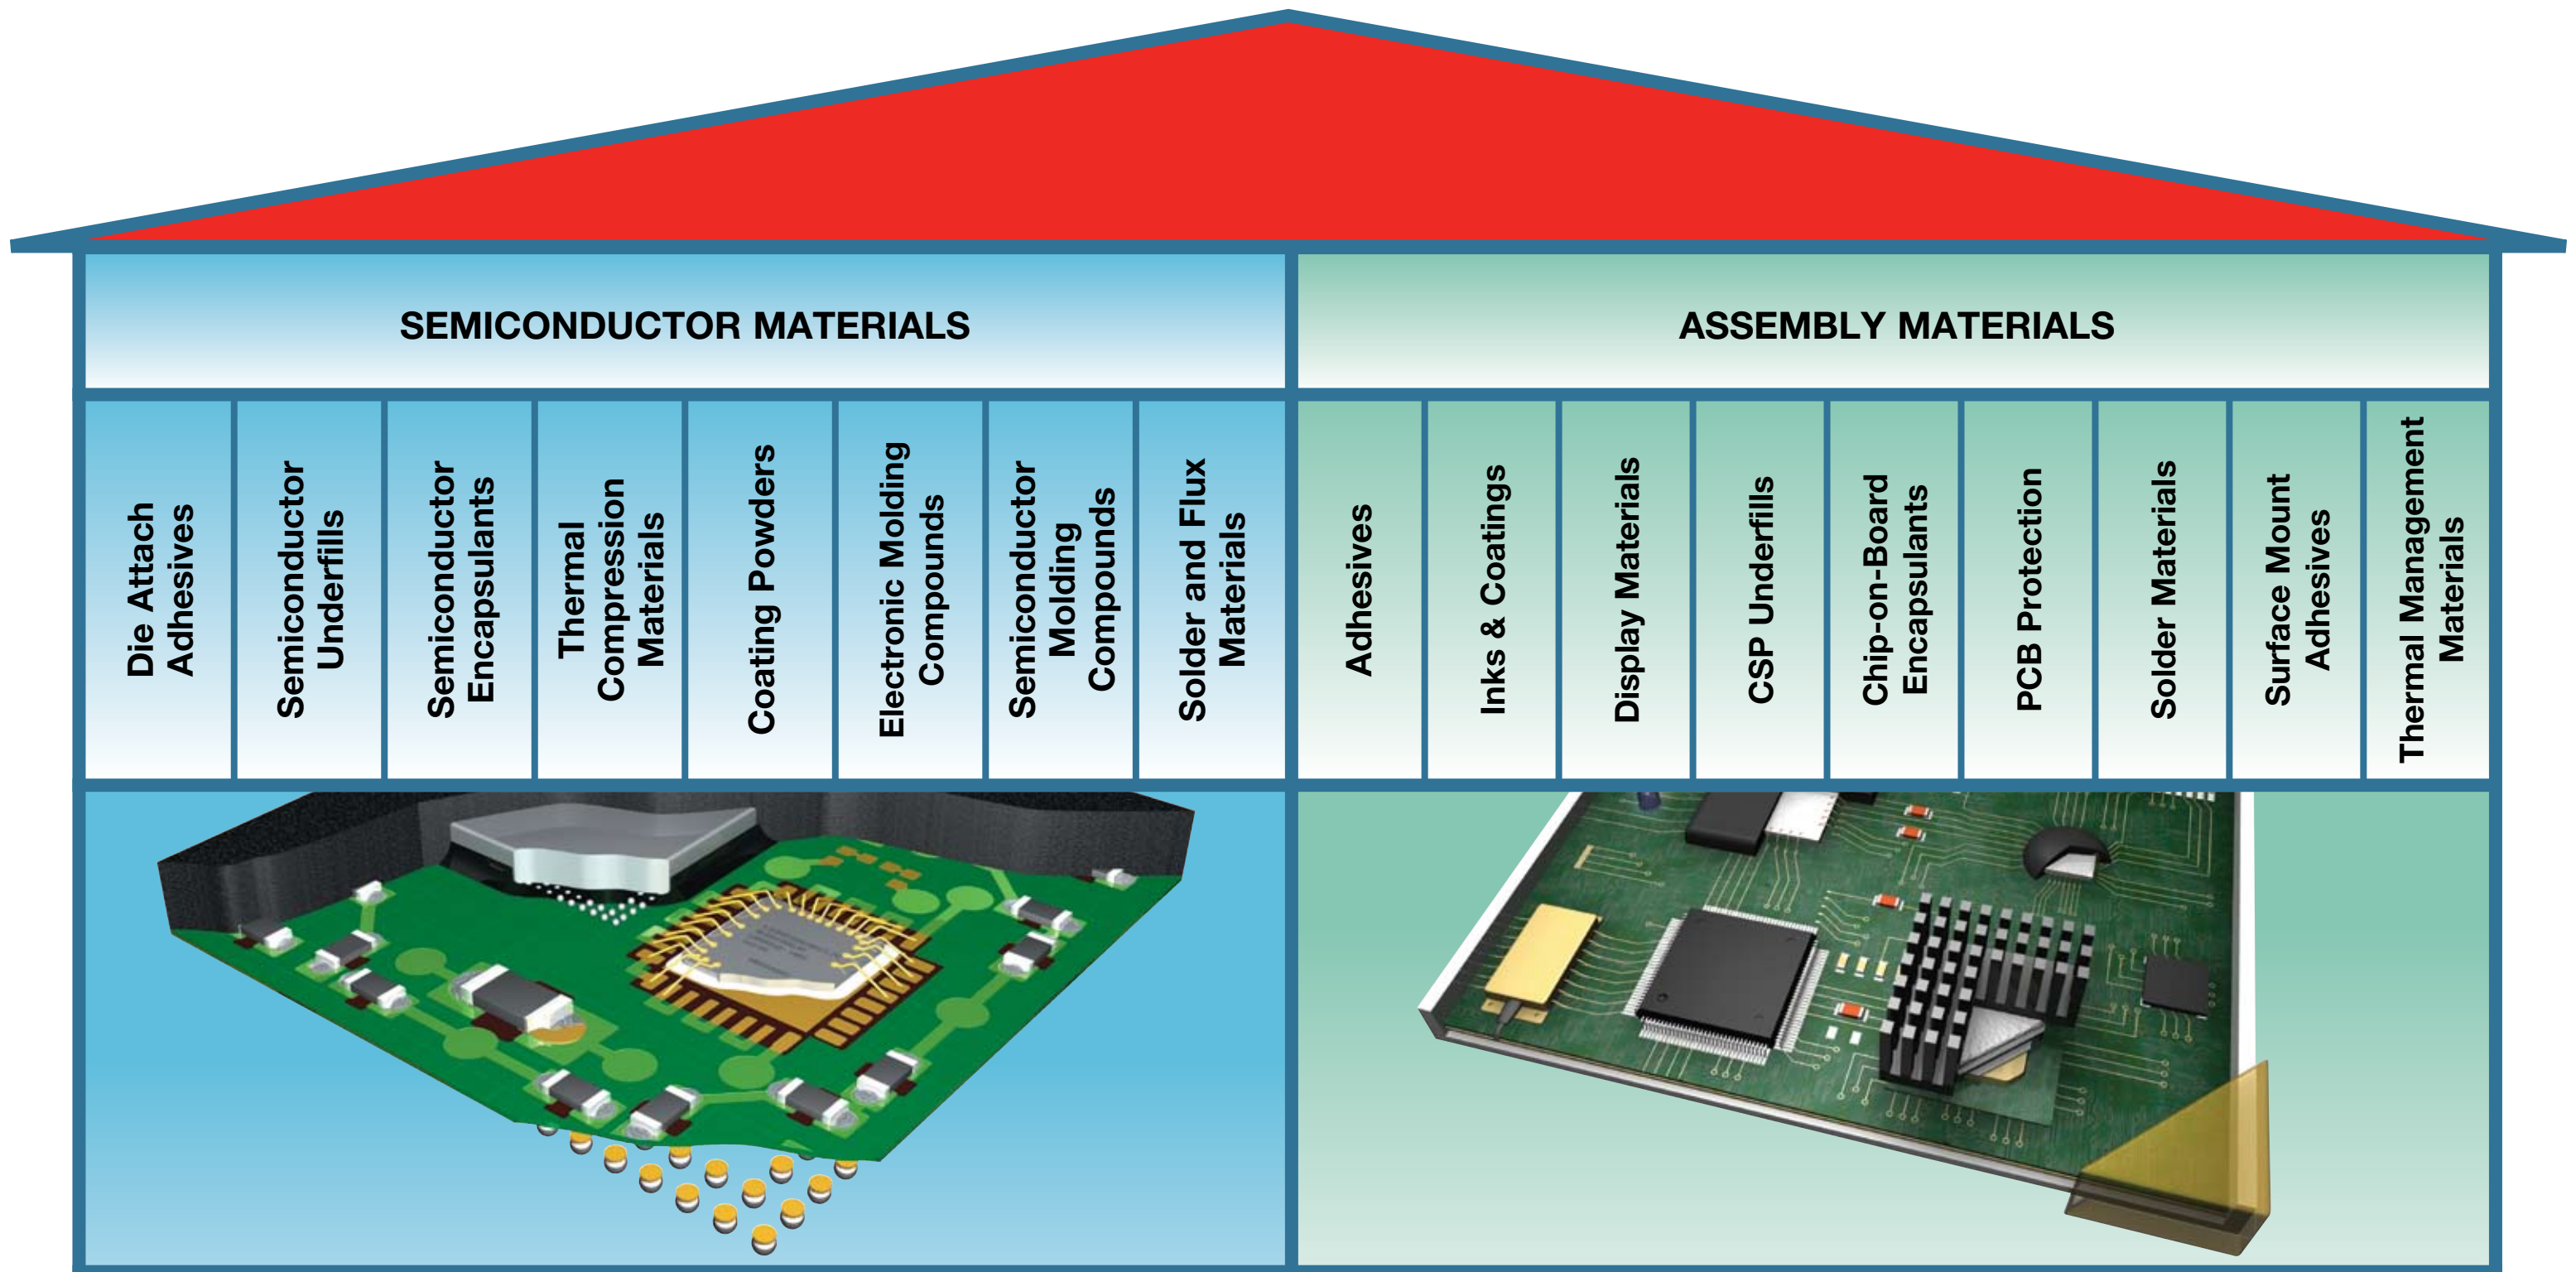 SEMICONDUCTOR MATERIALS
ASSEMBLY MATERIALS
Die Attach
Adhesives
Semiconductor
Underfills
Semiconductor
Encapsulants
Thermal
Compression
Materials
Coating Powders
Electronic Molding
Compounds
Semiconductor
Molding
Compounds
Solder and Flux
Materials
Adhesives
Inks & Coatings
Display Materials
CSP Underfills
Chip-on-Board
Encapsulants
PCB Protection
Solder Materials
Surface Mount
Adhesives
Thermal Management
Materials